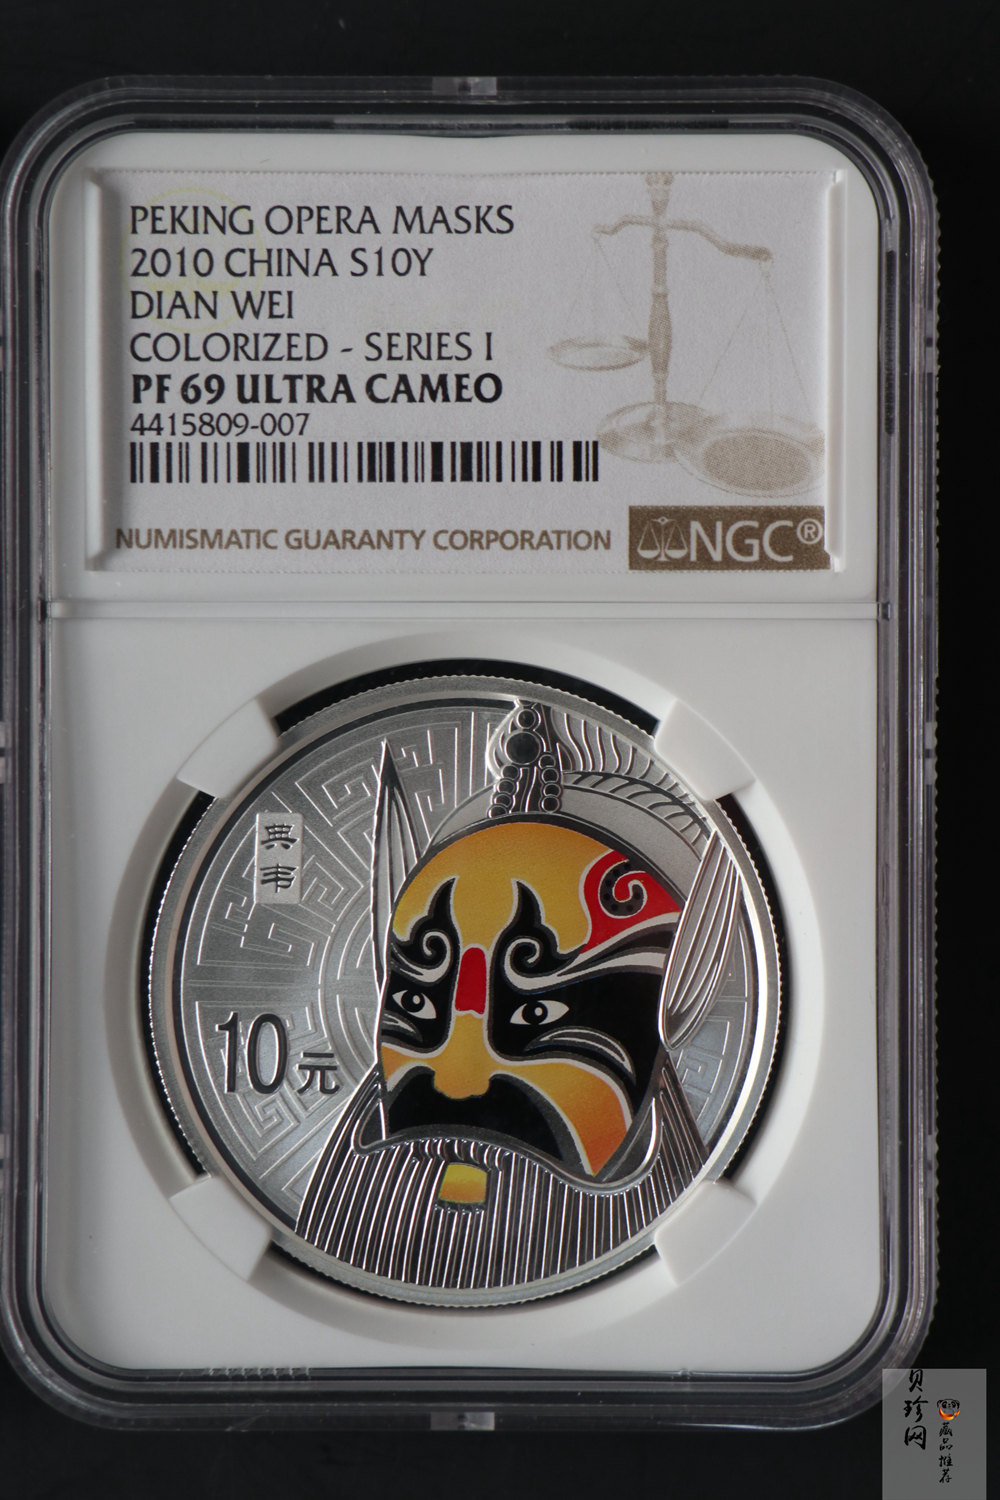 PEKING OPERA MASKS
2010 CHINA S10Y
DIAN WEI
COLORIZED - SERIES I
PF 69 ULTRA CAMEO
4415809-007
NUMISMATIC GUARANTY CORPORATION
NGC®
典韦
10元
贝珍网
藏品推荐